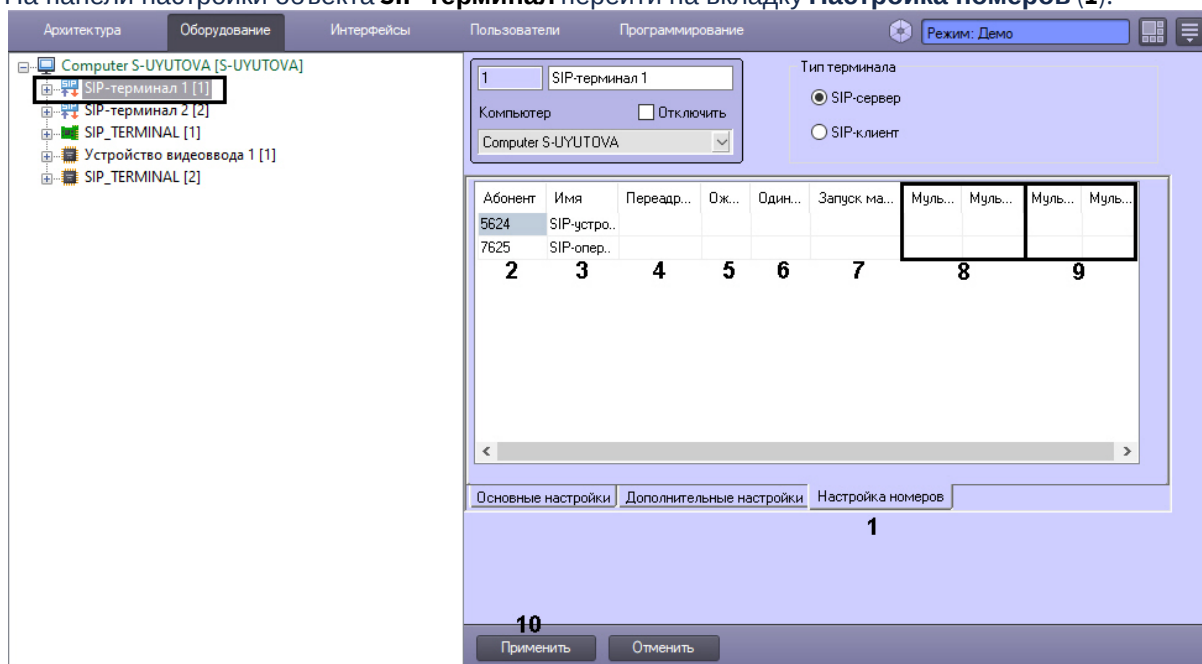 На панели настройки объекта SIP-терминал перейти на вкладку Настройка номеров (1).
Архитектура Оборудование Интерфейсы Пользователи Программирование Режим: Демо
Computer S-UYUTOVA [S-UYUTOVA]
SIP-терминал 1 [1]
SIP-терминал 2 [2]
SIP_TERMINAL [1]
Устройство видеоввода 1 [1]
SIP_TERMINAL [2]
1 SIP-терминал 1
Компьютер Отключить
Computer S-UYUTOVA
Тип терминала
SIP-сервер
SIP-клиент
Абонент Имя Переадр... Ож... Один... Запуск ма... Муль... Муль... Муль... Муль...
5624 SIP-устро..
7625 SIP-опер..
2 3 4 5 6 7 8 9
Основные настройки Дополнительные настройки Настройка номеров
1
10
Применить Отменить